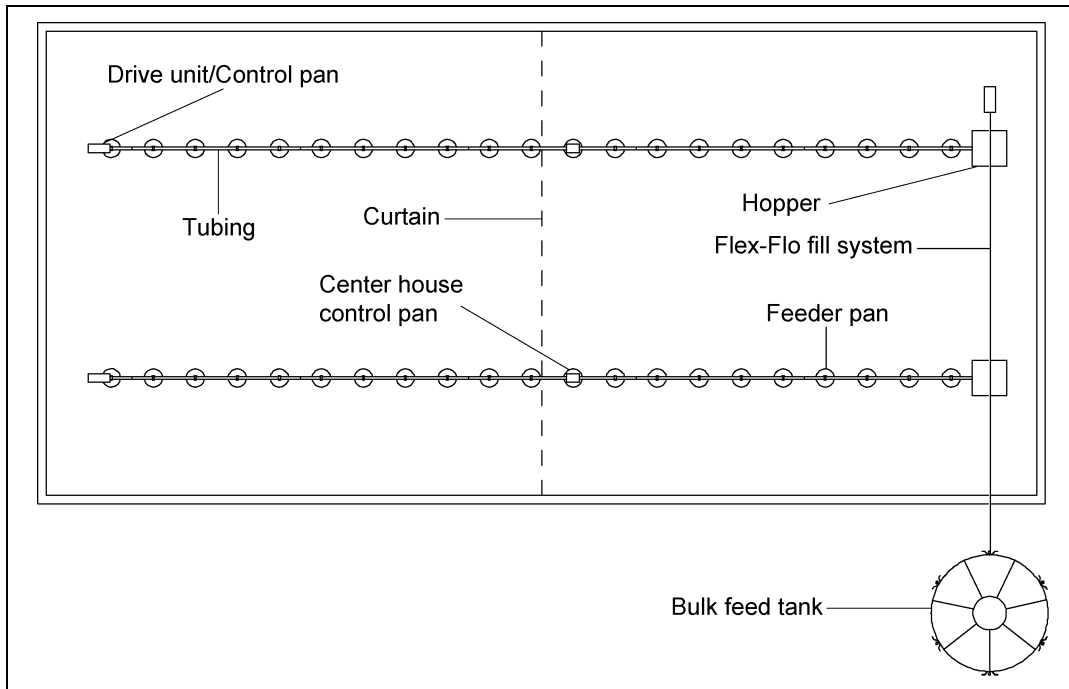 Drive unit/Control pan
Tubing
Curtain
Hopper
Flex-Flo fill system
Center house
control pan
Feeder pan
Bulk feed tank